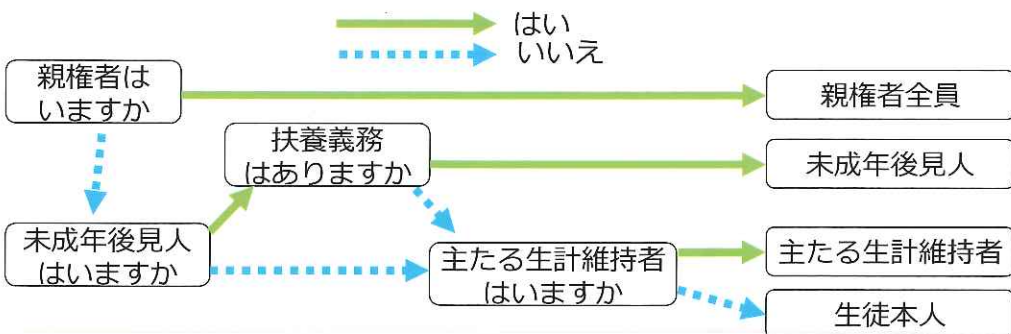 はい
いいえ
親権者は
いますか
親権者全員
扶養義務
はありますか
未成年後見人
未成年後見人
はいますか
主たる生計維持者
はいますか
主たる生計維持者
生徒本人